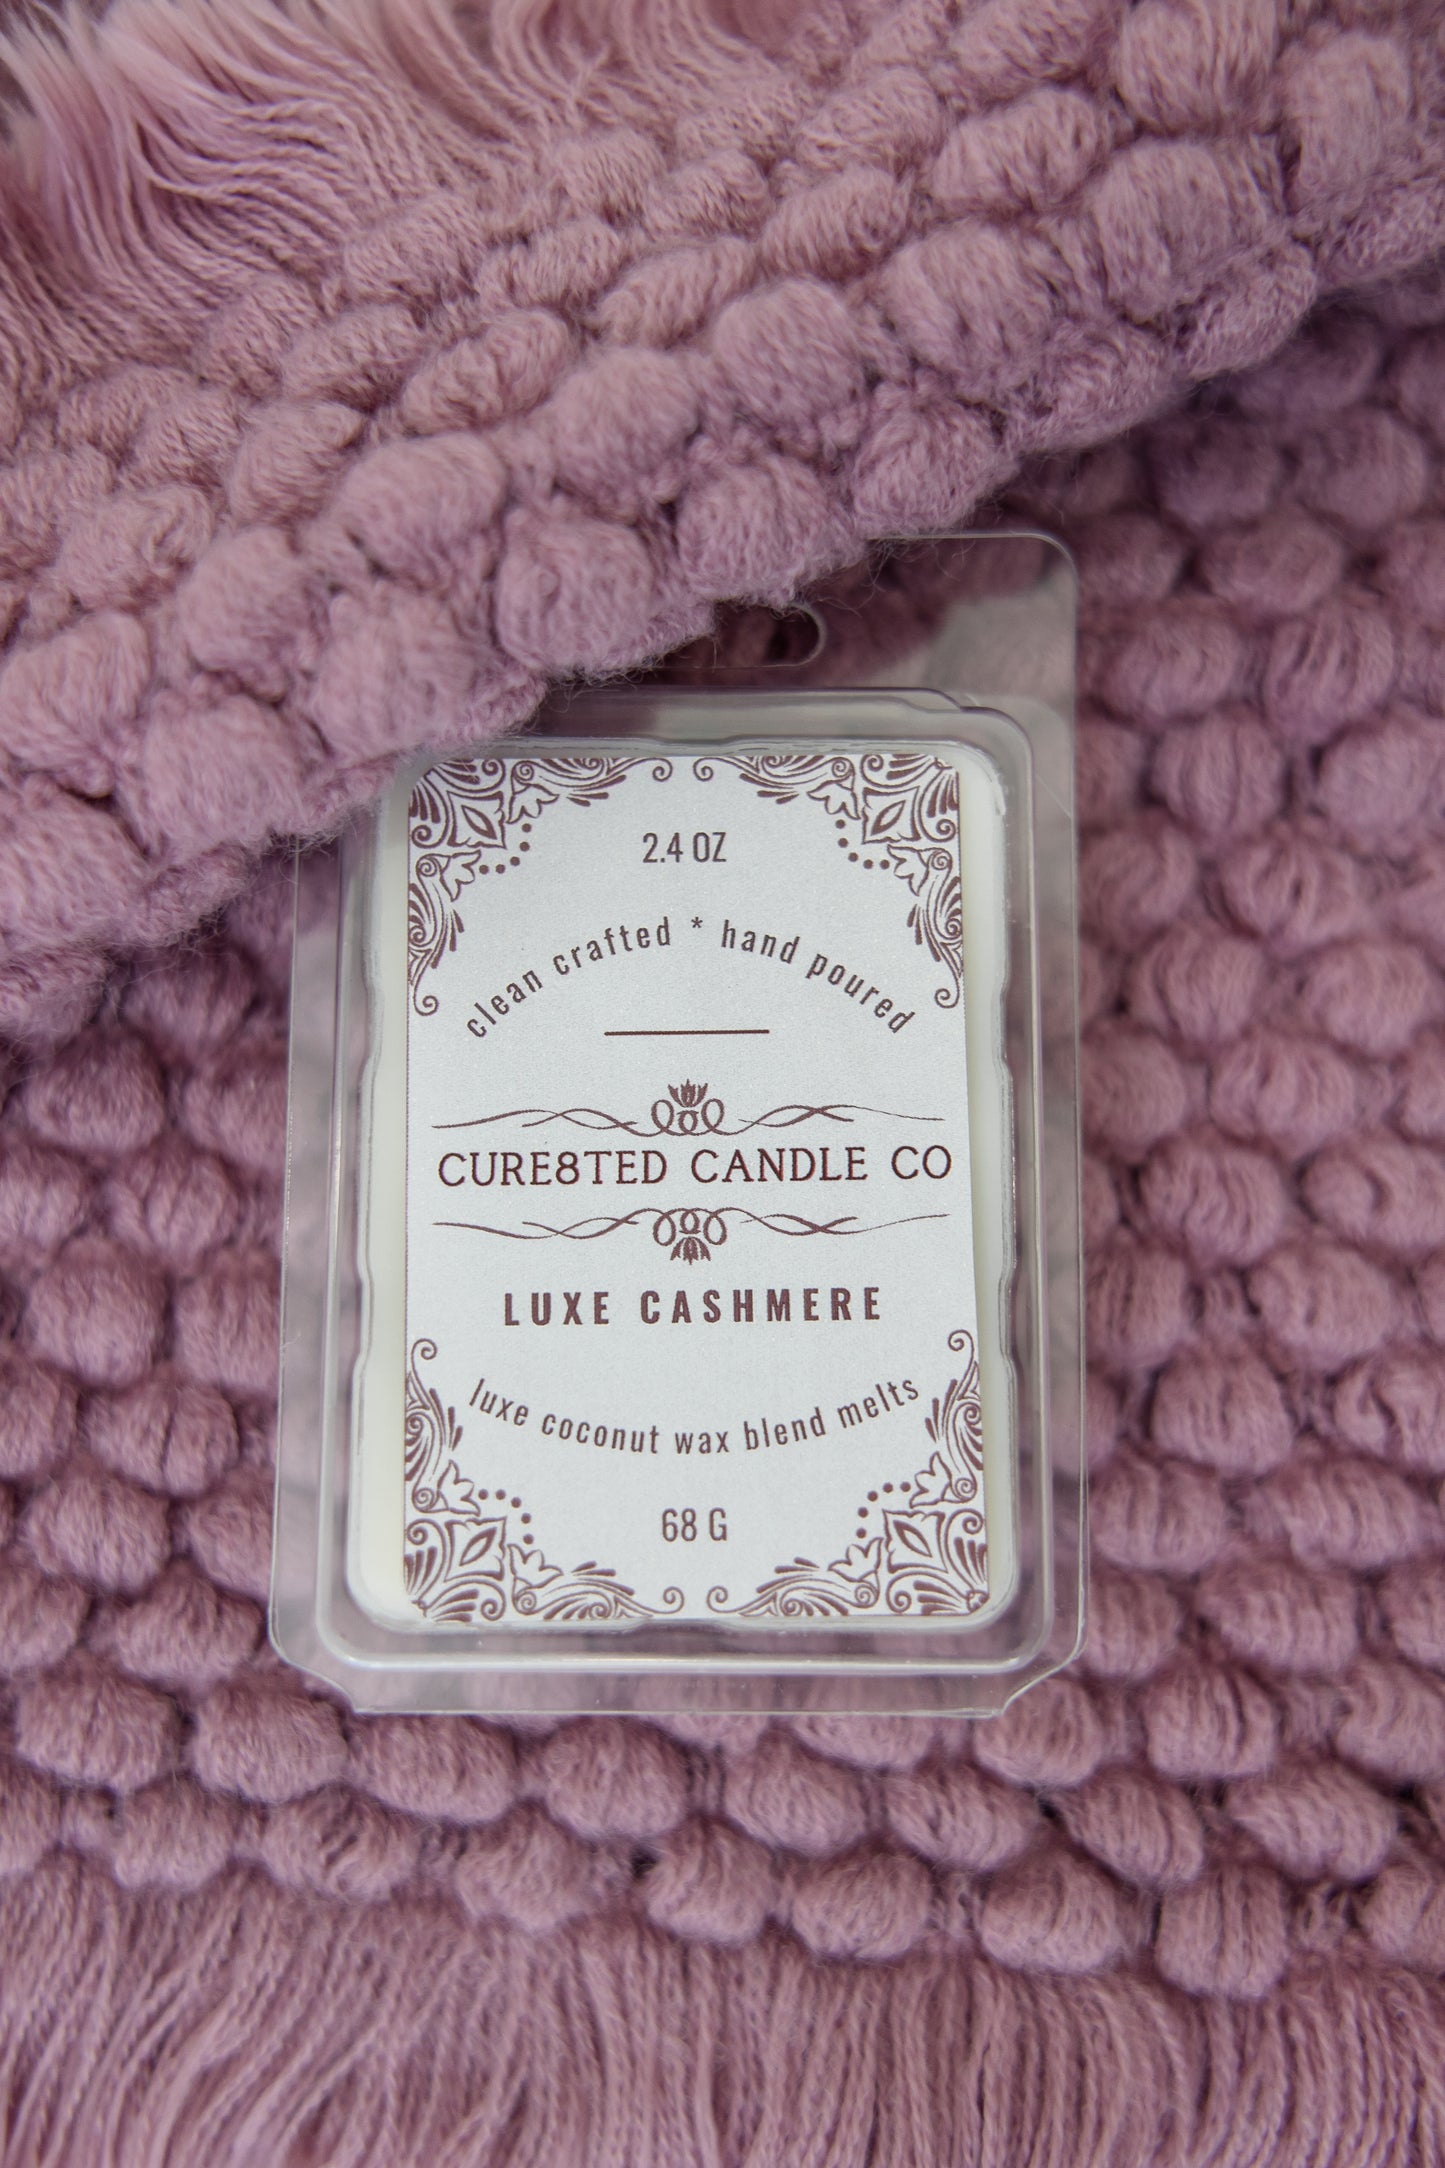 2.4 OZ
clean crafted * hand poured
CURE8TED CANDLE CO
LUXE CASHMERE
luxe coconut wax blend melts
68 G